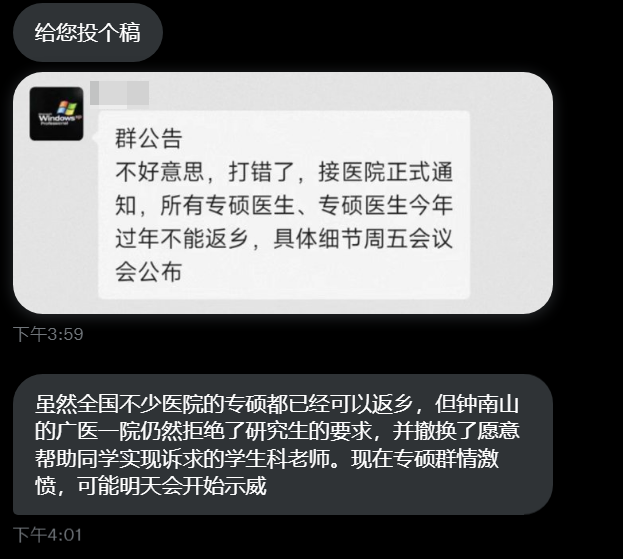 给您投个稿
Windows xp
Professional
群公告
不好意思，打错了，接医院正式通
知，所有专硕医生、专硕医生今年
过年不能返乡，具体细节周五会议
会公布
下午3:59
虽然全国不少医院的专硕都已经可以返乡，但钟南山
的广医一院仍然拒绝了研究生的要求，并撤换了愿意
帮助同学实现诉求的学生科老师。现在专硕群情激
愤，可能明天会开始示威
下午4:01